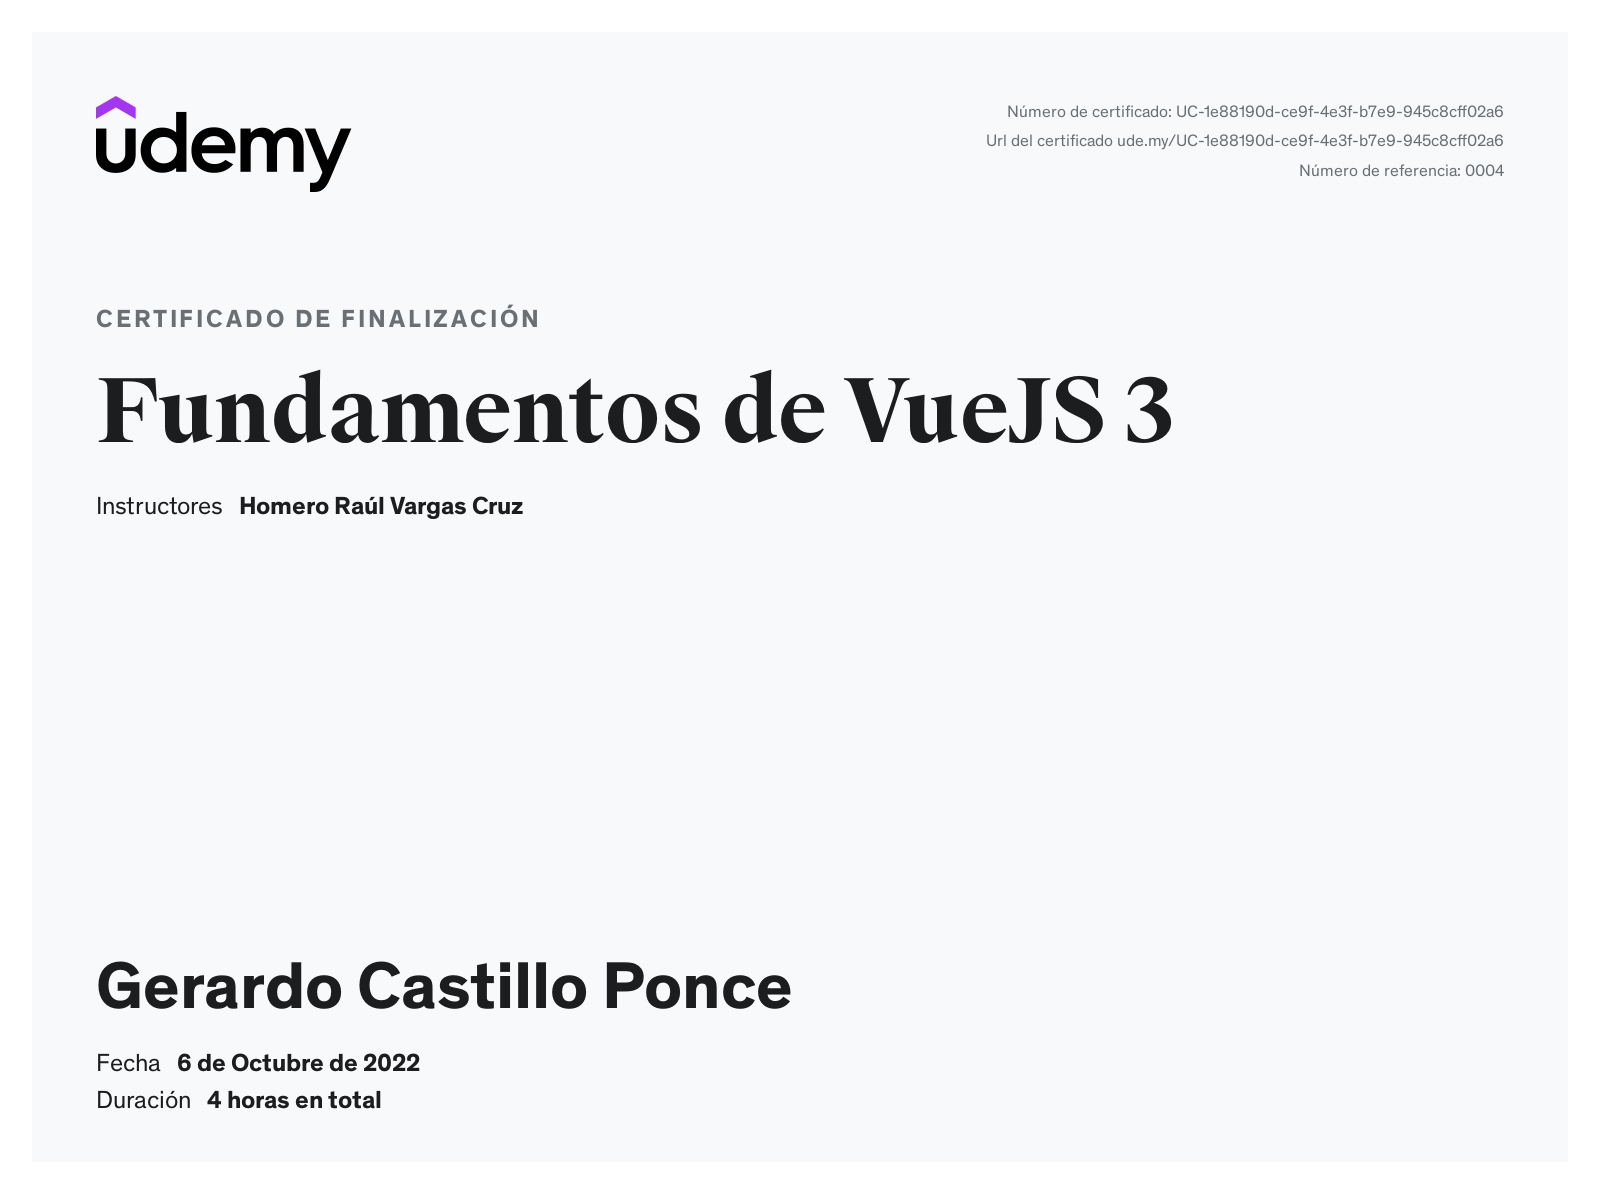 udemy
Número de certificado: UC-1e88190d-ce9f-4e3f-b7e9-945c8cff02a6
Url del certificado ude.my/UC-1e88190d-ce9f-4e3f-b7e9-945c8cff02a6
Número de referencia: 0004
CERTIFICADO DE FINALIZACIÓN
Fundamentos de VueJS 3
Instructores Homero Raúl Vargas Cruz
Gerardo Castillo Ponce
Fecha 6 de Octubre de 2022
Duración 4 horas en total